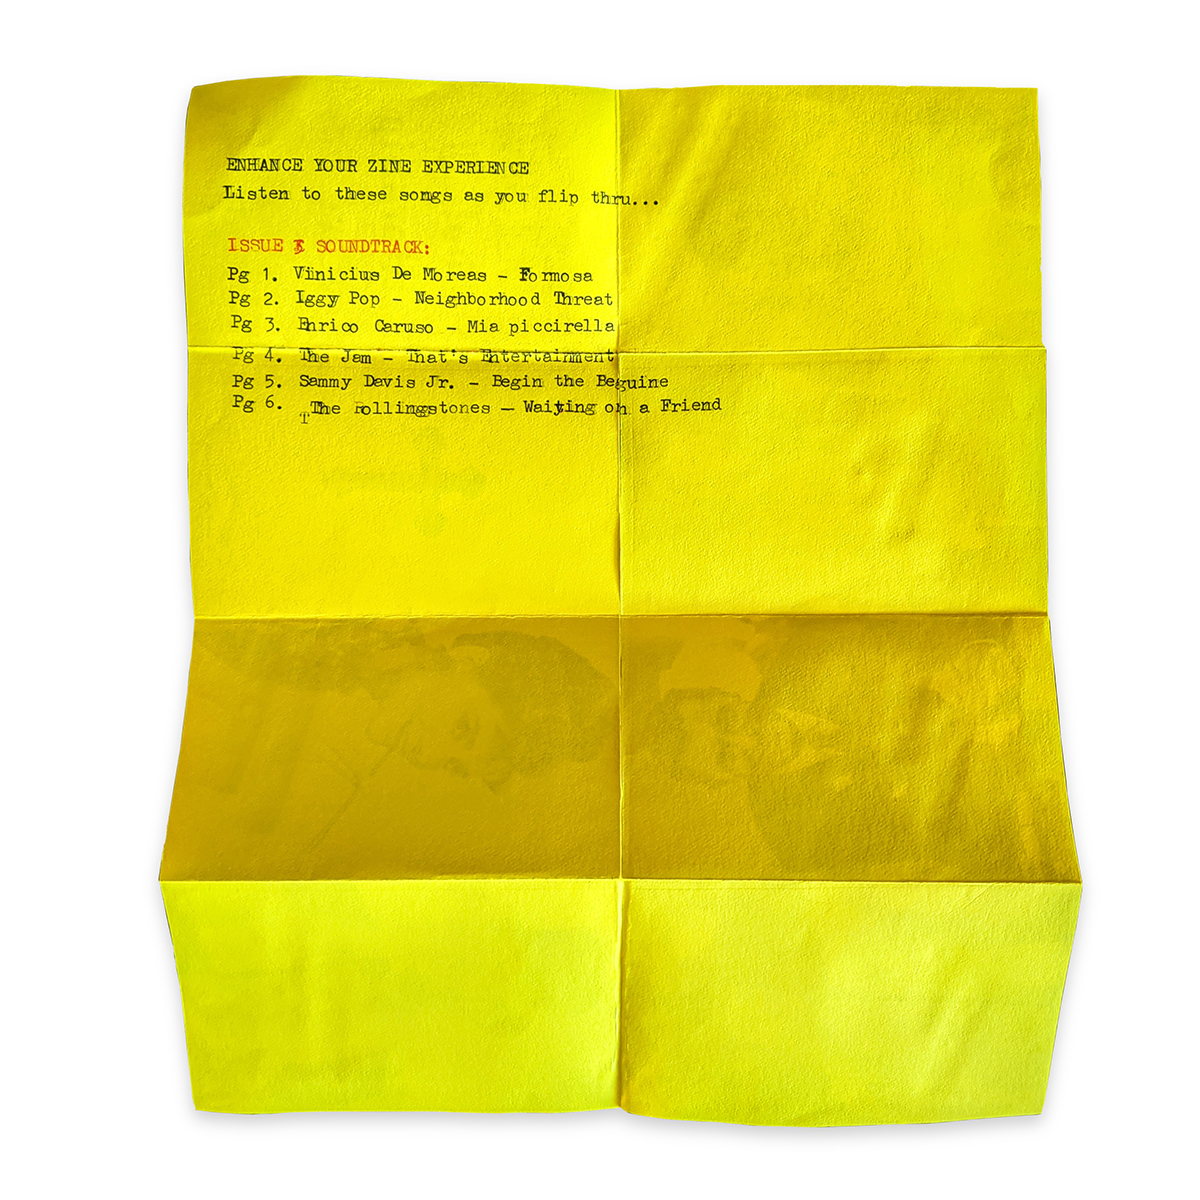 ENHANCE YOUR ZINE EXPERIENCE
Listen to these songs as you flip thru...
ISSUE SOUNDTRACK:
Pg 1. Viinicius De Moreas - Formosa
Pg 2. Iggy Pop - Neighborhood Threat
Pg 3. Enrico Caruso - Mia piccirella
Pg 4. The Jam - That's Entertainment
Pg 5. Sammy Davis Jr. - Begin the Beguine
Pg 6. The Rollingstones - Waiting on a Friend